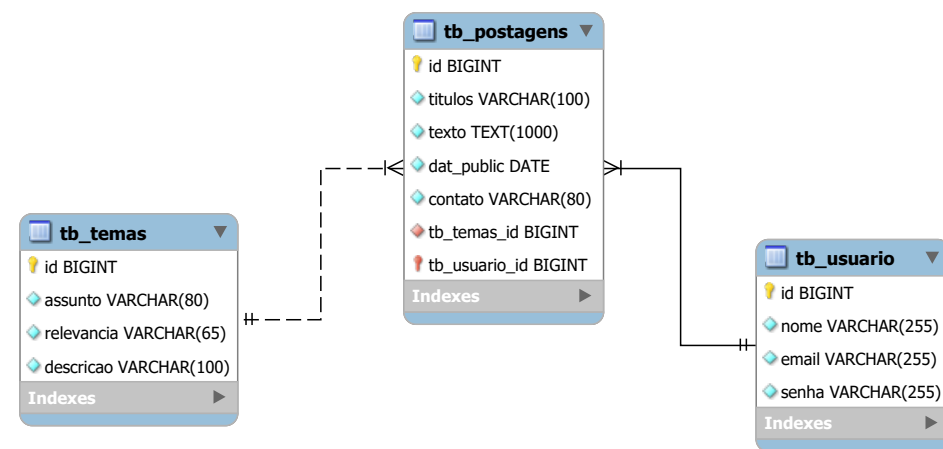 tb_postagens
id BIGINT
titulos VARCHAR(100)
texto TEXT(1000)
dat_public DATE
contato VARCHAR(80)
tb_temas_id BIGINT
tb_usuario_id BIGINT
Indexes
tb_temas
id BIGINT
assunto VARCHAR(80)
relevancia VARCHAR(65)
descricao VARCHAR(100)
Indexes
tb_usuario
id BIGINT
nome VARCHAR(255)
email VARCHAR(255)
senha VARCHAR(255)
Indexes